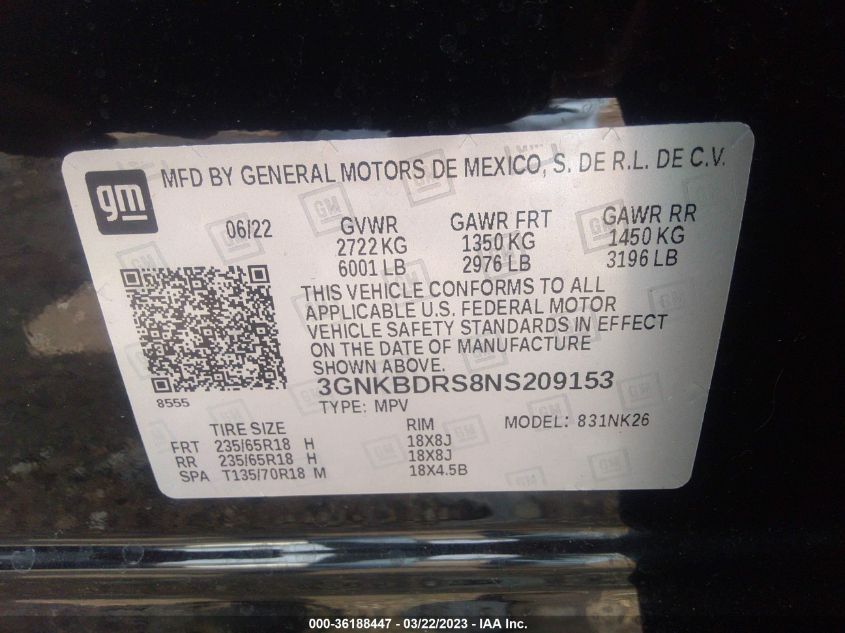 gm
MFD BY GENERAL MOTORS DE MEXICO, S. DE R.L. DE C.V.
06/22
GVWR GAWR FRT GAWR RR
2722 KG 1350 KG 1450 KG
6001 LB 2976 LB 3196 LB
THIS VEHICLE CONFORMS TO ALL
APPLICABLE U.S. FEDERAL MOTOR
VEHICLE SAFETY STANDARDS IN EFFECT
ON THE DATE OF MANUFACTURE
SHOWN ABOVE.
3GNKBDRS8NS209153
8555
TYPE: MPV
TIRE SIZE RIM MODEL: 831NK26
FRT 235/65R18 H 18X8J
RR 235/65R18 H 18X8J
SPA T135/70R18 M 18X4.5B
000-36188447 - 03/22/2023 - IAA Inc.